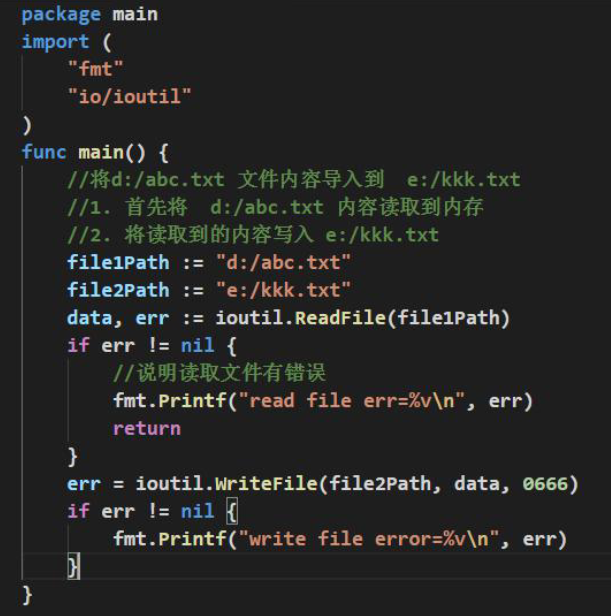 package main
import (
    "fmt"
    "io/ioutil"
)
func main() {
    //将d:/abc.txt 文件内容导入到  e:/kkk.txt
    //1. 首先将  d:/abc.txt 内容读取到内存
    //2. 将读取到的内容写入 e:/kkk.txt
    file1Path := "d:/abc.txt"
    file2Path := "e:/kkk.txt"
    data, err := ioutil.ReadFile(file1Path)
    if err != nil {
        //说明读取文件有错误
        fmt.Printf("read file err=%v\n", err)
        return
    }
    err = ioutil.WriteFile(file2Path, data, 0666)
    if err != nil {
        fmt.Printf("write file error=%v\n", err)
    }
}